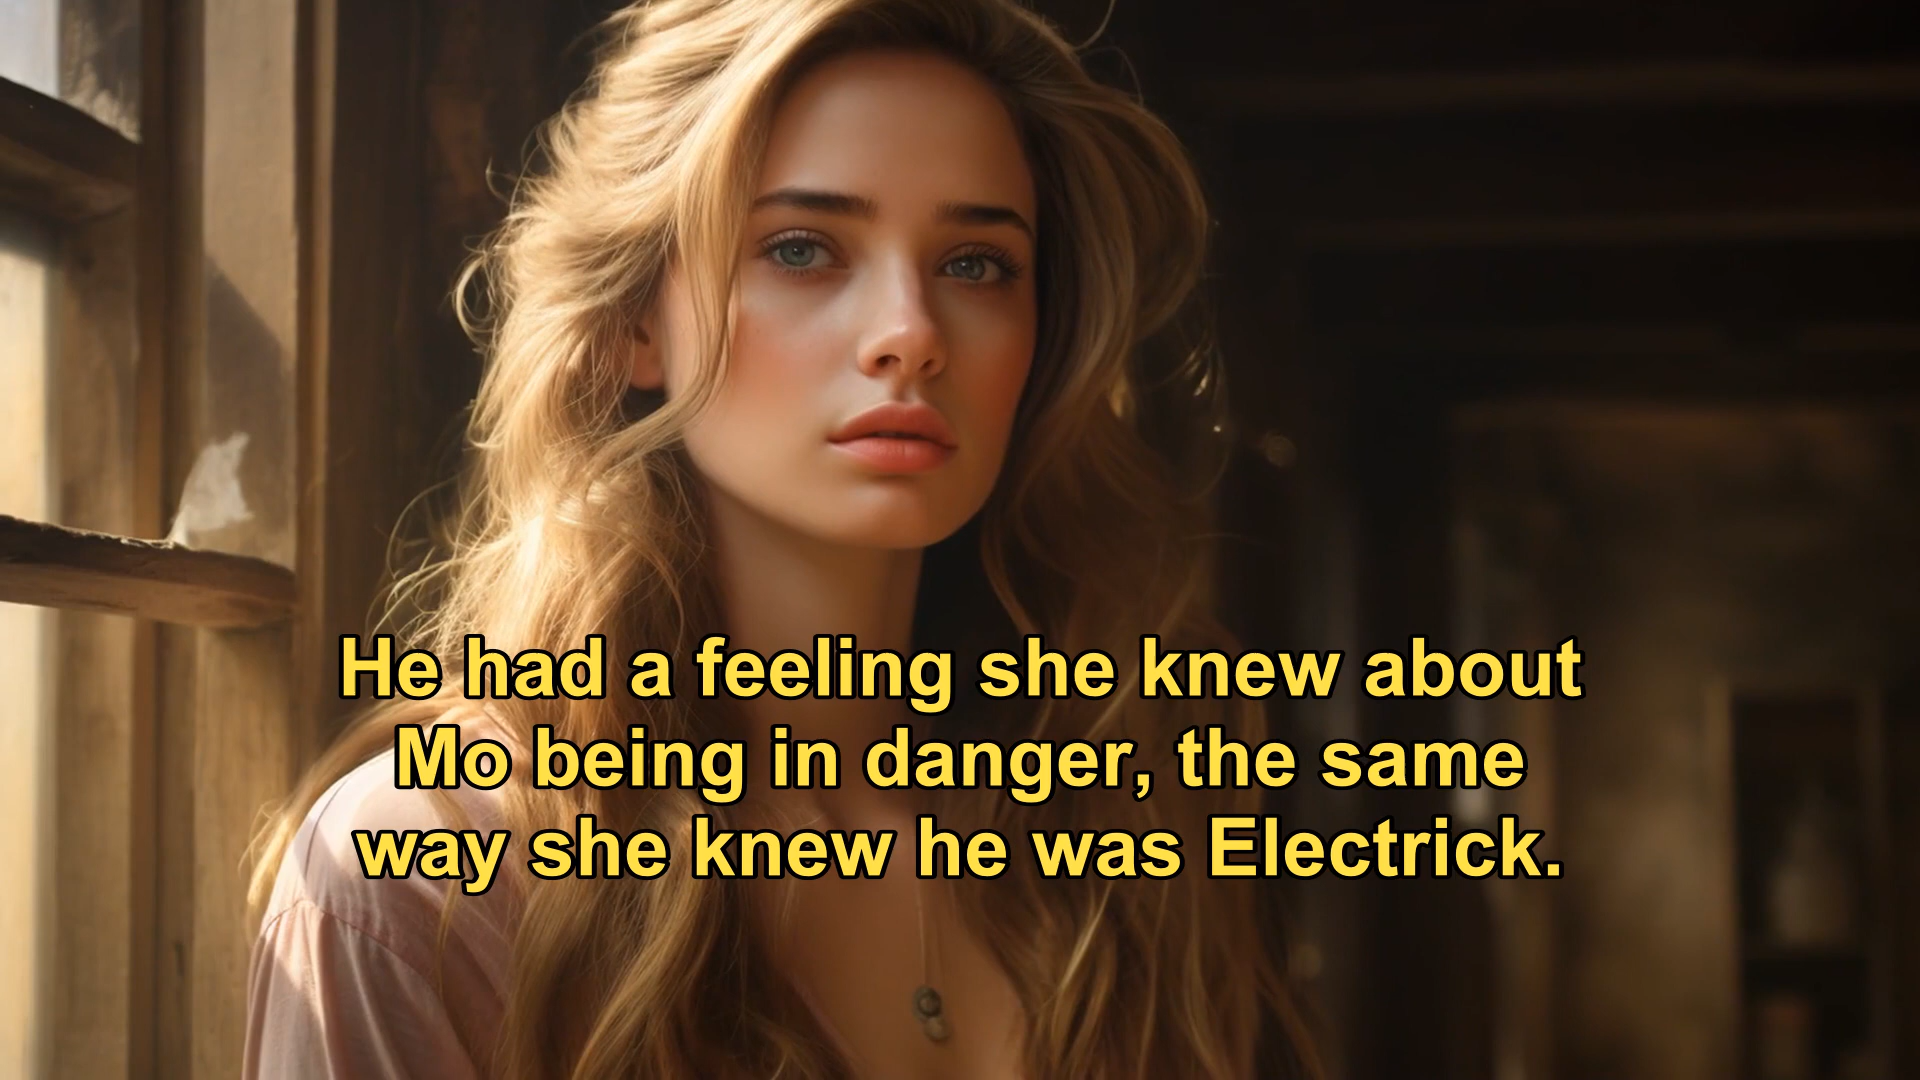 He had a feeling she knew about
Mo being in danger, the same
way she knew he was Electrick.